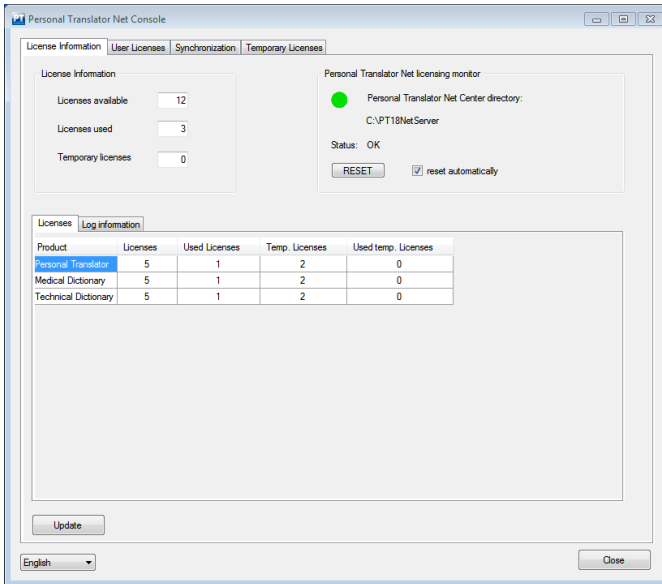 PT Personal Translator Net Console
License Information User Licenses Synchronization Temporary Licenses
License Information
Licenses available 12
Licenses used 3
Temporary licenses 0
Personal Translator Net licensing monitor
Personal Translator Net Center directory:
C:\PT18NetServer
Status: OK
RESET reset automatically
Licenses Log information
Product Licenses Used Licenses Temp. Licenses Used temp. Licenses
Personal Translator 5 1 2 0
Medical Dictionary 5 1 2 0
Technical Dictionary 5 1 2 0
Update
English Close